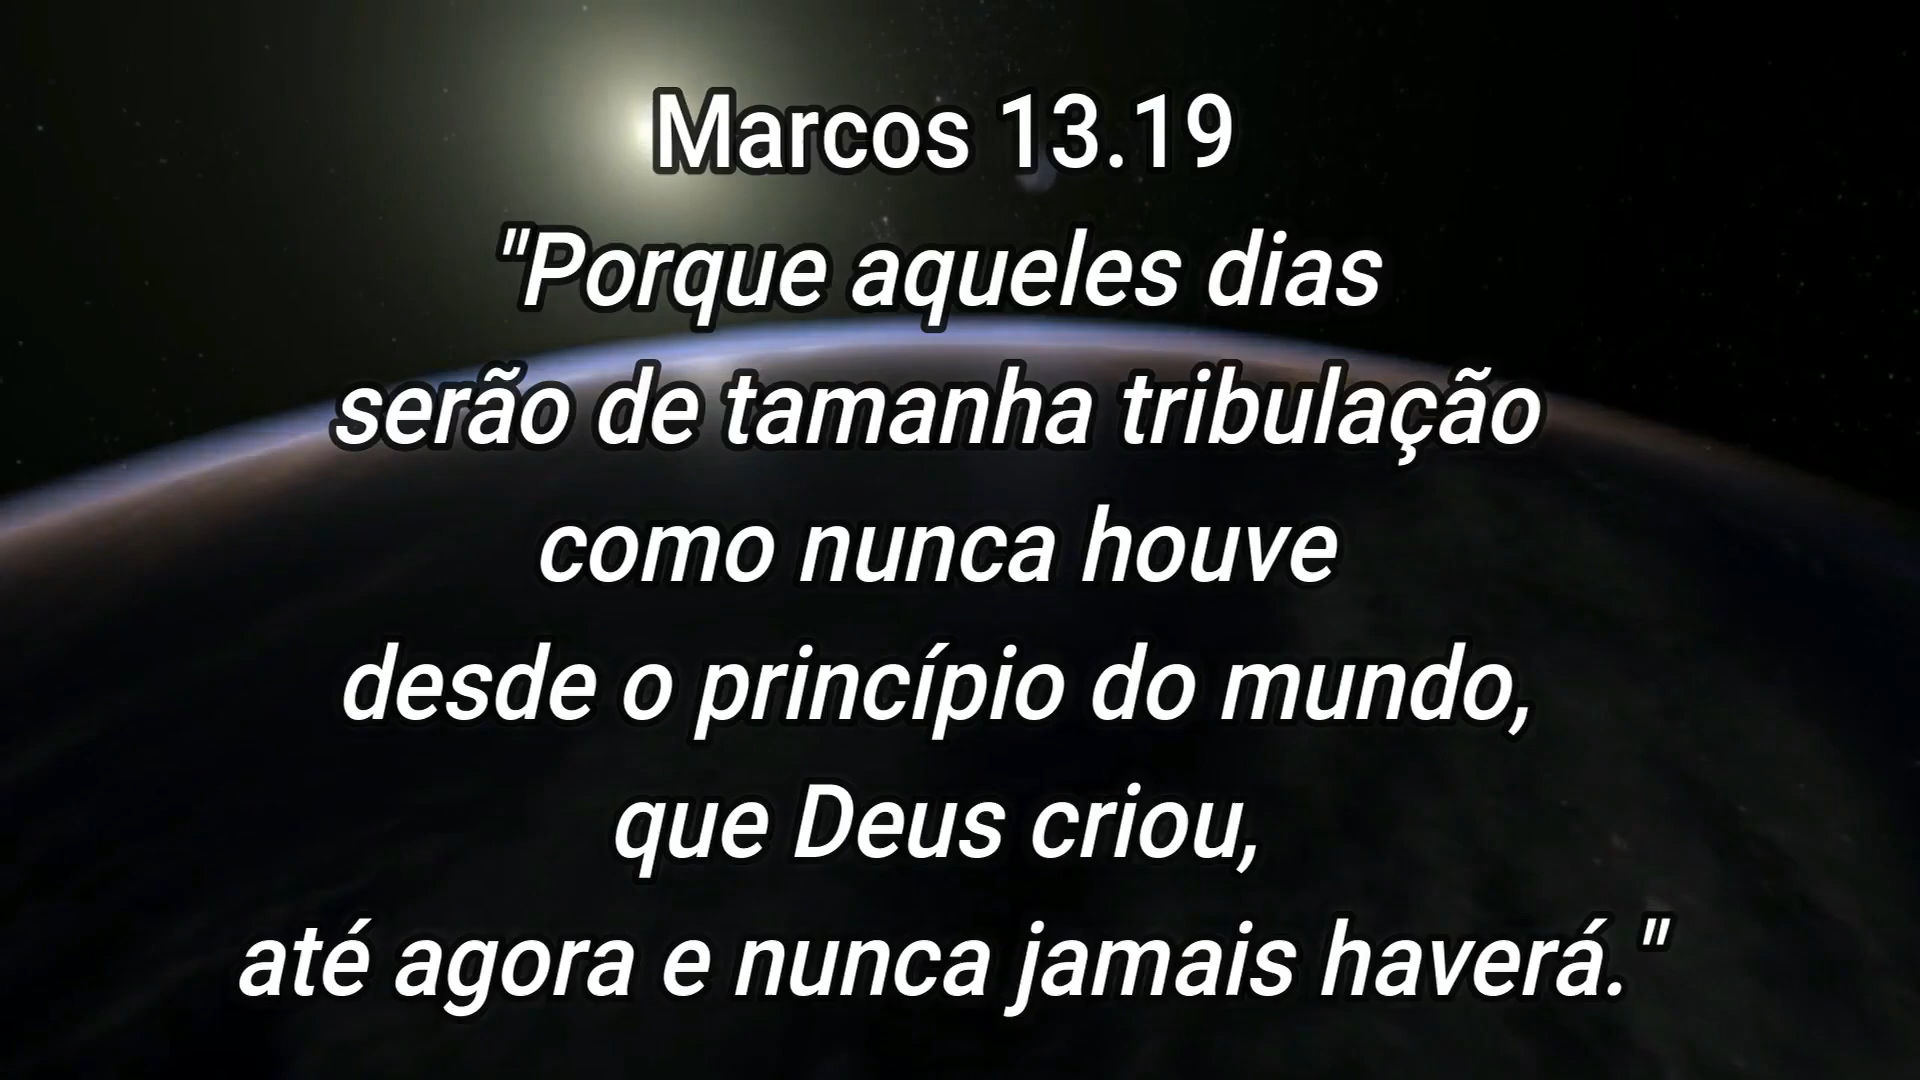 Marcos 13.19
"Porque aqueles dias
serão de tamanha tribulação
como nunca houve
desde o princípio do mundo,
que Deus criou,
até agora e nunca jamais haverá."